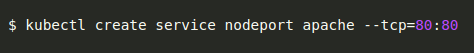 $ kubectl create service nodeport apache --tcp=80:80